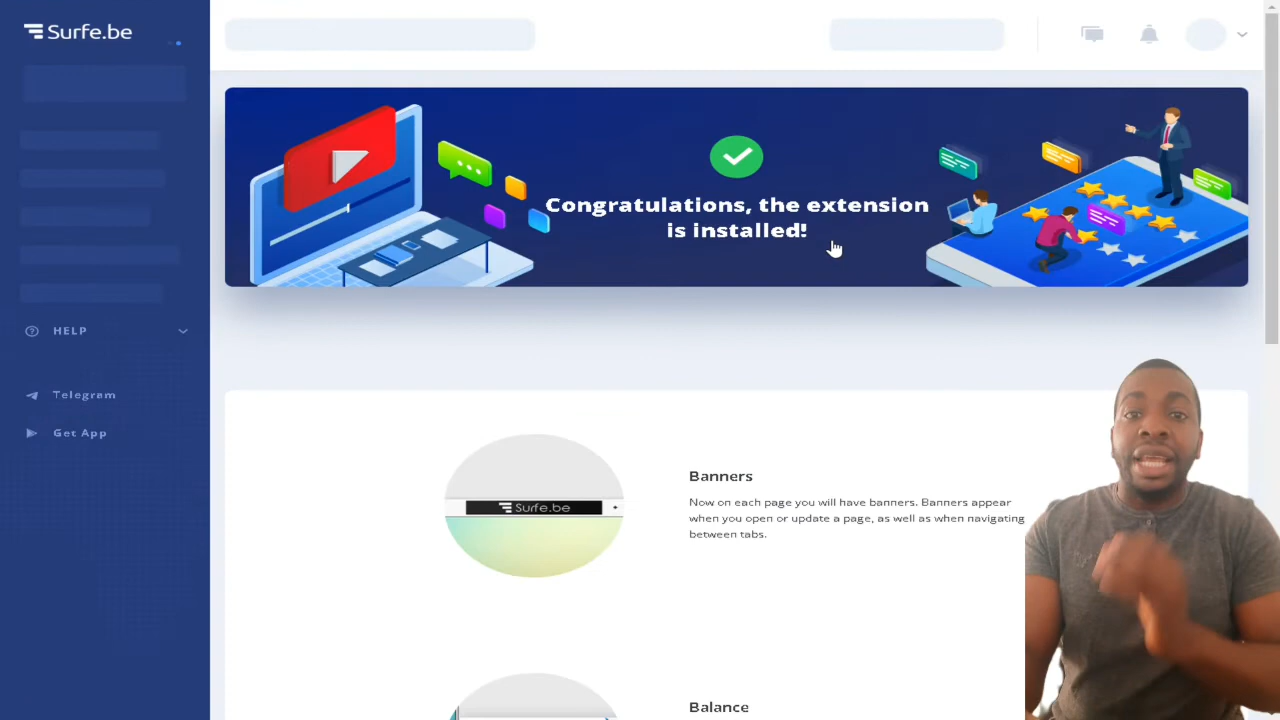 Surfe.be
Congratulations, the extension
is installed!
HELP
Telegram
Get App
Banners
Now on each page you will have banners. Banners appear
when you open or update a page, as well as when navigating
between tabs.
Surfe.be
Balance